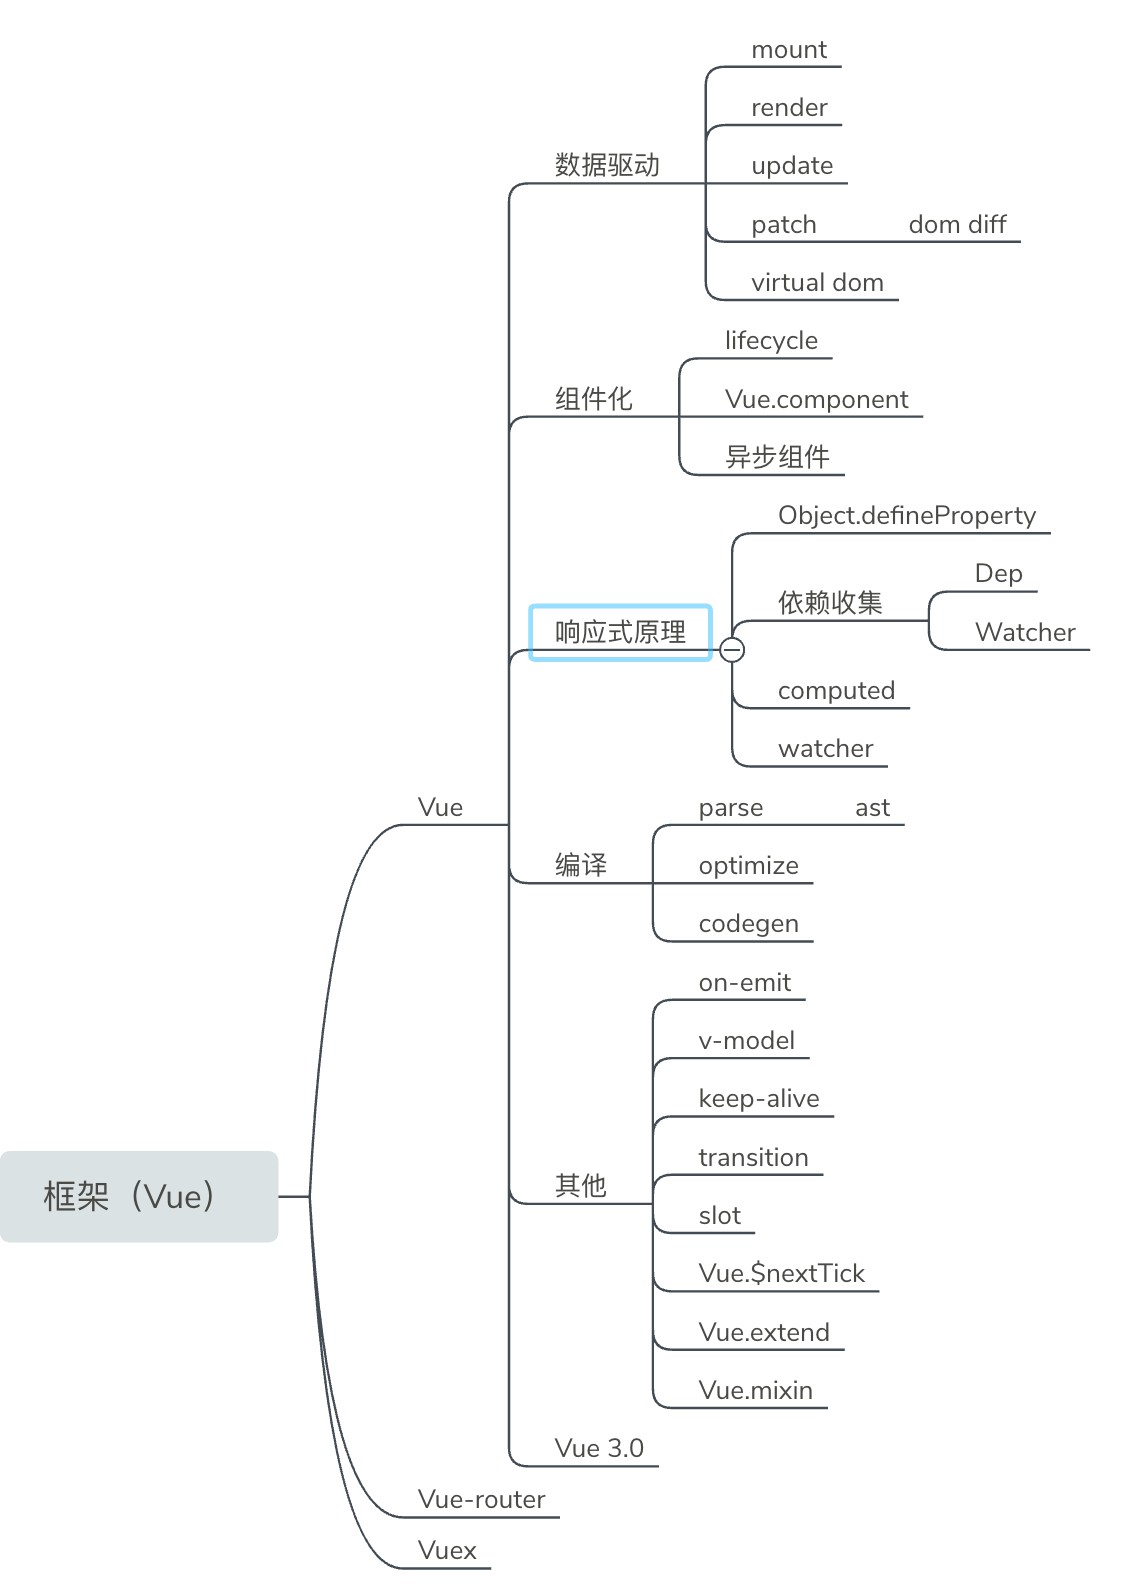 mount
render
数据驱动
update
patch
dom diff
virtual dom
lifecycle
组件化
Vue.component
异步组件
Object.defineProperty
Dep
依赖收集
响应式原理
Watcher
computed
watcher
Vue
parse
ast
编译
optimize
codegen
on-emit
v-model
keep-alive
transition
其他
框架（Vue）
slot
Vue.$nextTick
Vue.extend
Vue.mixin
Vue 3.0
Vue-router
Vuex